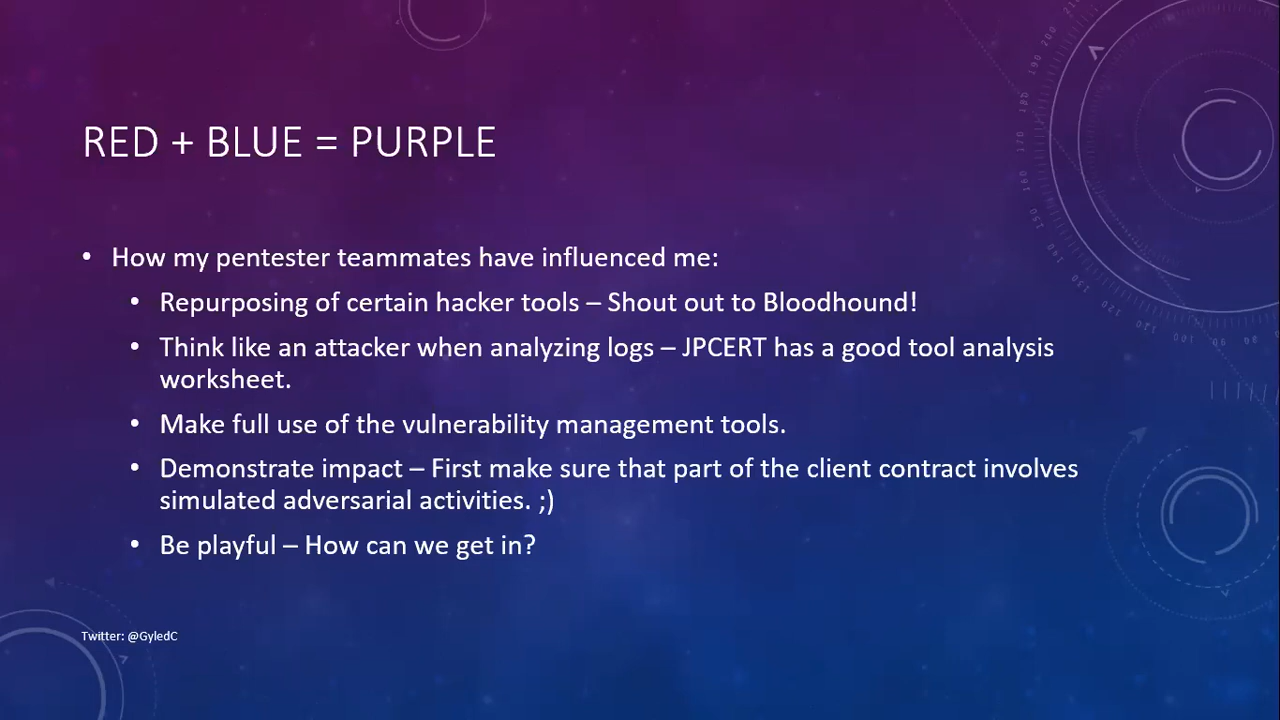 RED + BLUE = PURPLE
• How my pentester teammates have influenced me:
• Repurposing of certain hacker tools – Shout out to Bloodhound!
• Think like an attacker when analyzing logs – JPCERT has a good tool analysis
worksheet.
• Make full use of the vulnerability management tools.
• Demonstrate impact – First make sure that part of the client contract involves
simulated adversarial activities. ;)
• Be playful – How can we get in?
Twitter: @GyledC